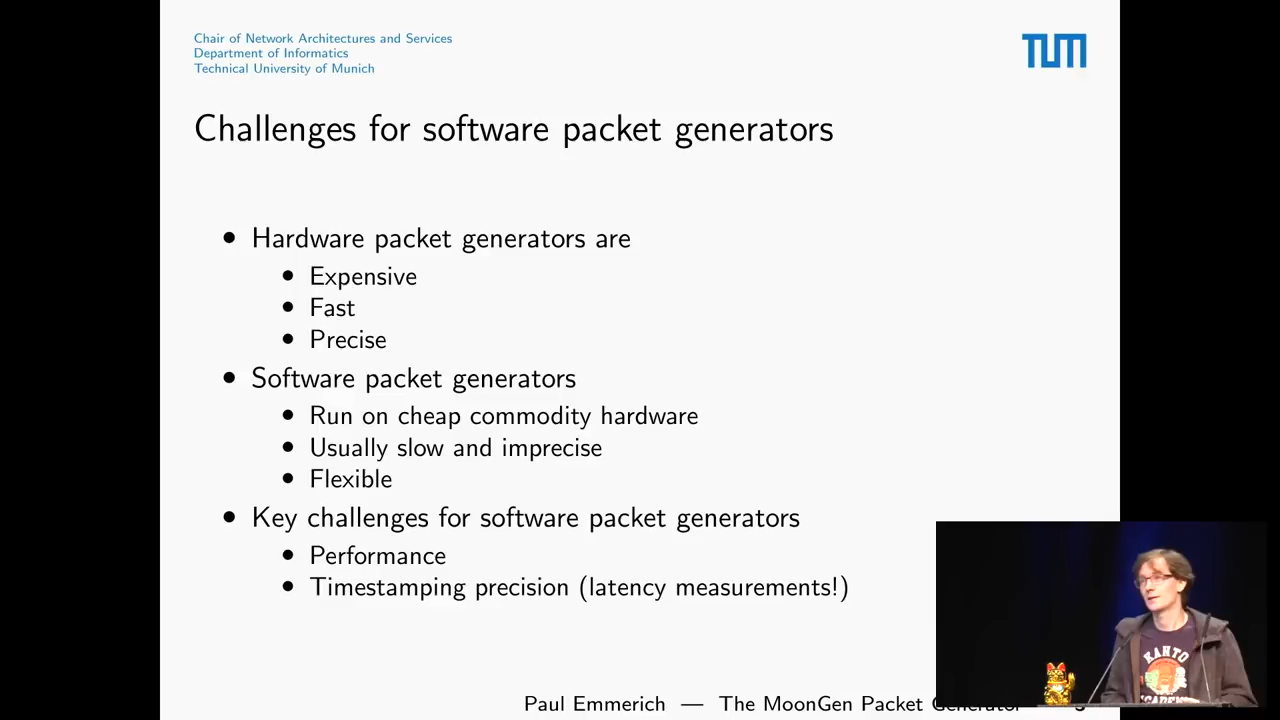 Chair of Network Architectures and Services
Department of Informatics
Technical University of Munich
TUM
Challenges for software packet generators
• Hardware packet generators are
• Expensive
• Fast
• Precise
• Software packet generators
• Run on cheap commodity hardware
• Usually slow and imprecise
• Flexible
• Key challenges for software packet generators
• Performance
• Timestamping precision (latency measurements!)
Paul Emmerich — The MoonGen Packet Generator
KANTO